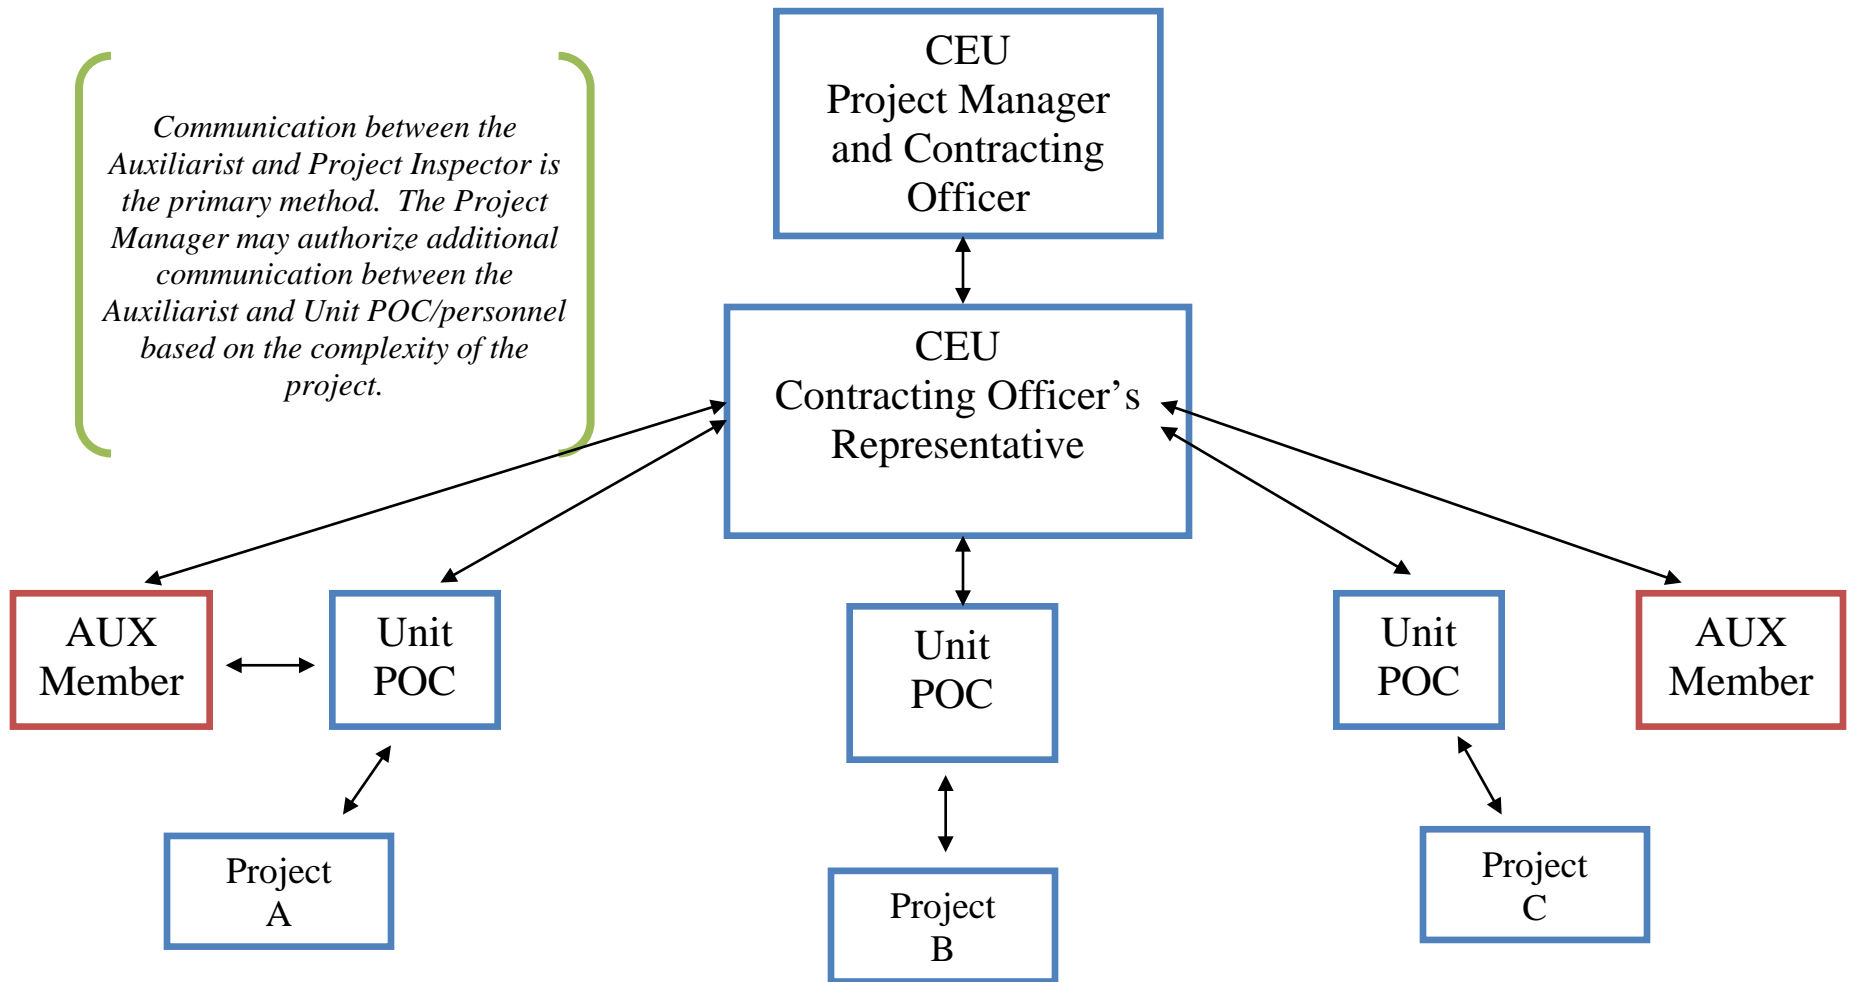 CEU
Project Manager
and Contracting
Officer
Communication between the
Auxiliarist and Project Inspector is
the primary method.  The Project
Manager may authorize additional
communication between the
Auxiliarist and Unit POC/personnel
based on the complexity of the
project.
CEU
Contracting Officer’s
Representative
AUX
Member
Unit
POC
Unit
POC
Unit
POC
AUX
Member
Project
A
Project
B
Project
C